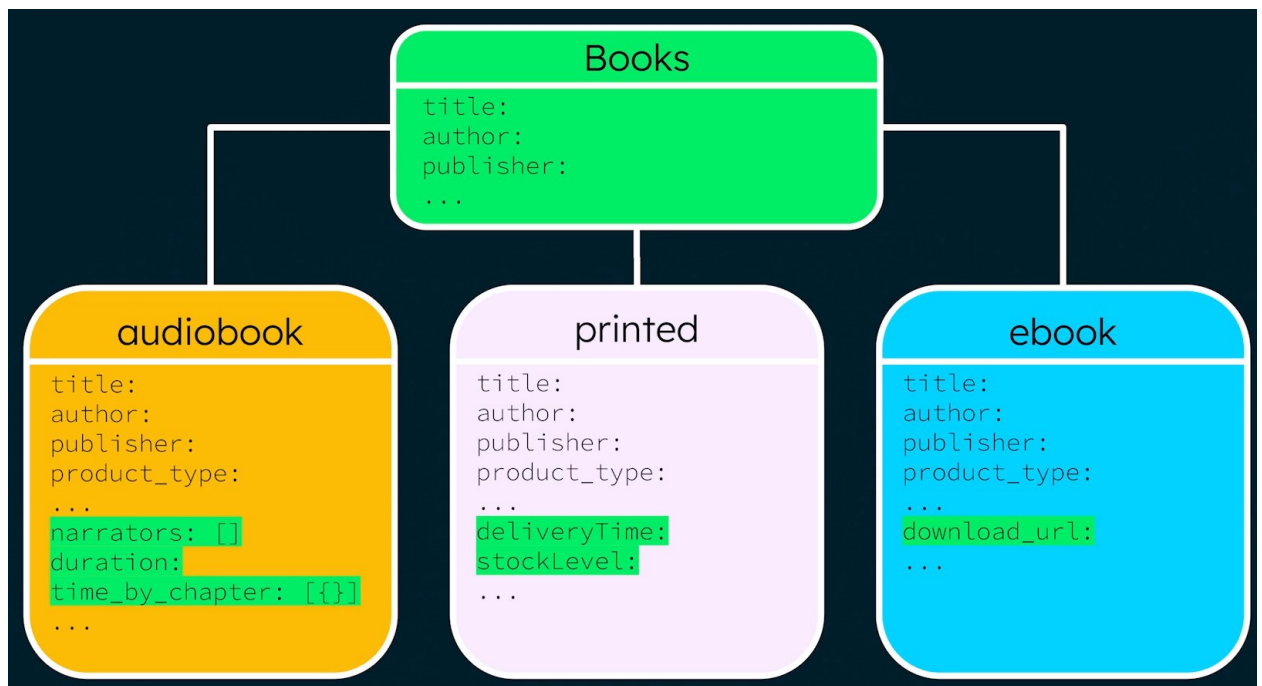 Books
title:
author:
publisher:
...
audiobook
title:
author:
publisher:
product_type:
...
narrators: []
duration:
time_by_chapter: [{}]
...
printed
title:
author:
publisher:
product_type:
...
deliveryTime:
stockLevel:
...
ebook
title:
author:
publisher:
product_type:
...
download_url:
...